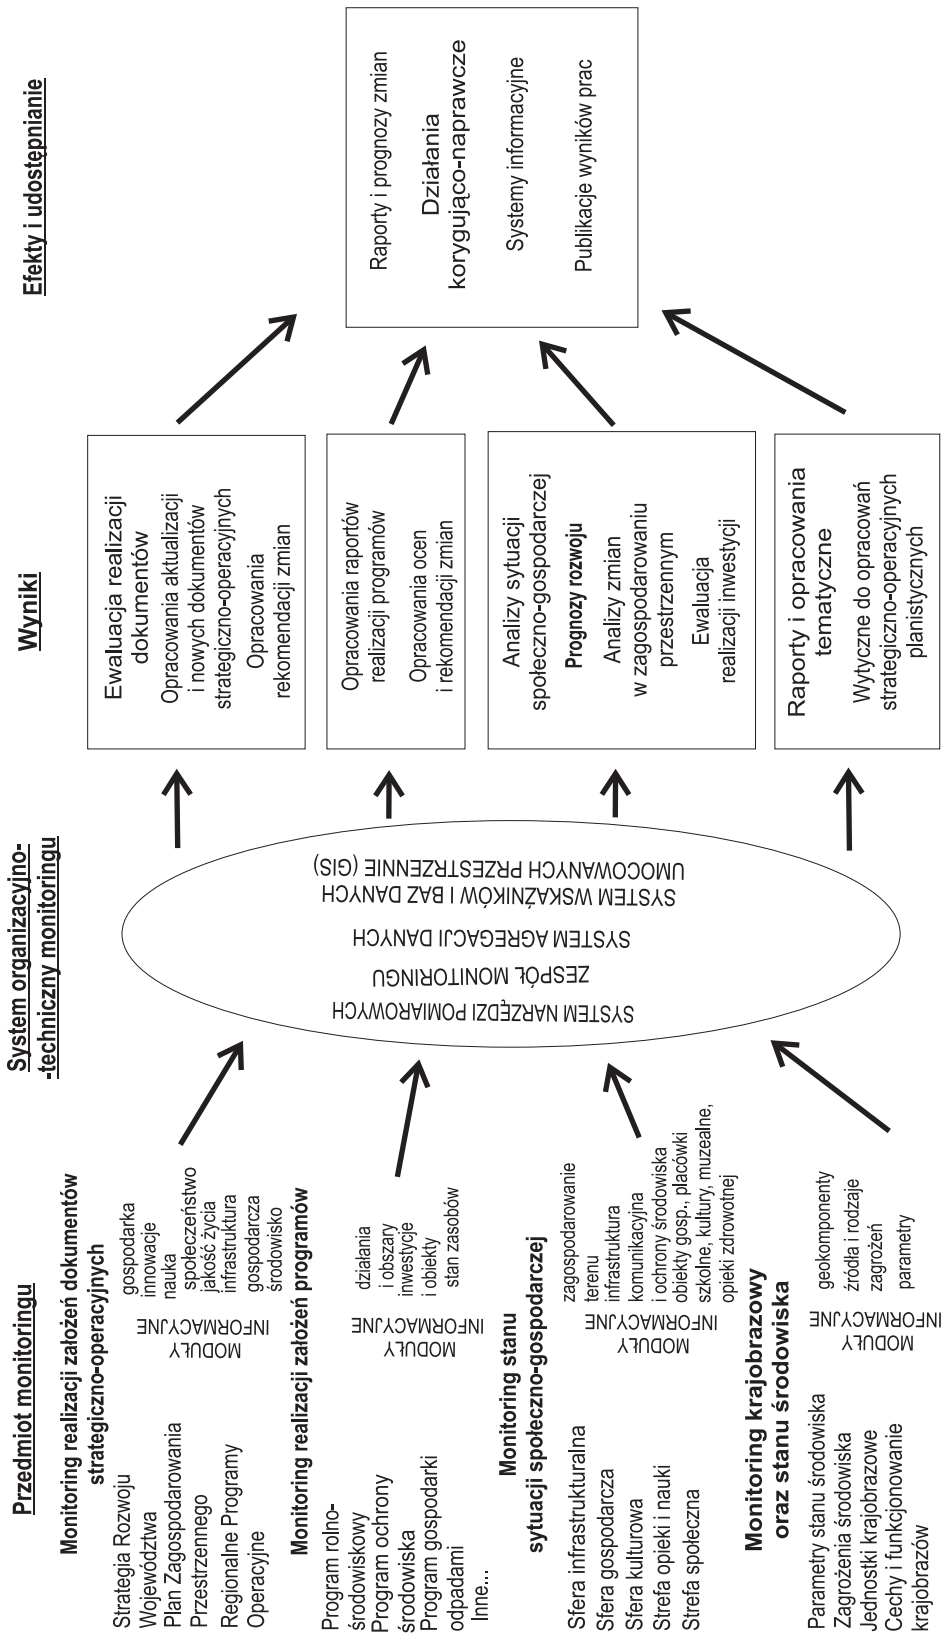 Przedmiot monitoringu
Monitoring realizacji założeń dokumentów
strategiczno-operacyjnych
Strategia Rozwoju
Województwa
Plan Zagospodarowania
Przestrzennego
Regionalne Programy
Operacyjne
MODUŁY
INFORMACYJNE
gospodarka
innowacje
nauka
społeczeństwo
jakość życia
infrastruktura
gospodarcza
środowisko
Monitoring realizacji założeń programów
Program rolno-
środowiskowy
Program ochrony
środowiska
Program gospodarki
odpadami
Inne...
MODUŁY
INFORMACYJNE
działania
i obszary
inwestycje
i obiekty
stan zasobów
Monitoring stanu
sytuacji społeczno-gospodarczej
Sfera infrastrukturalna
Sfera gospodarcza
Sfera kulturowa
Strefa opieki i nauki
Strefa społeczna
MODUŁY
INFORMACYJNE
zagospodarowanie
terenu
infrastruktura
komunikacyjna
i ochrony środowiska
obiekty gosp., placówki
szkolne, kultury, muzealne,
opieki zdrowotnej
Monitoring krajobrazowy
oraz stanu środowiska
Parametry stanu środowiska
Zagrożenia środowiska
Jednostki krajobrazowe
Cechy i funkcjonowanie
krajobrazów
MODUŁY
INFORMACYJNE
geokomponenty
źródła i rodzaje
zagrożeń
parametry
System organizacyjno-
-techniczny monitoringu
SYSTEM NARZĘDZI POMIAROWYCH
ZESPÓŁ MONITORINGU
SYSTEM AGREGACJI DANYCH
SYSTEM WSKAŹNIKÓW I BAZ DANYCH
UMOCOWANYCH PRZESTRZENNIE (GIS)
Wyniki
Ewaluacja realizacji
dokumentów
Opracowania aktualizacji
i nowych dokumentów
strategiczno-operacyjnych
Opracowania
rekomendacji zmian
Opracowania raportów
realizacji programów
Opracowania ocen
i rekomendacji zmian
Analizy sytuacji
społeczno-gospodarczej
Prognozy rozwoju
Analizy zmian
w zagospodarowaniu
przestrzennym
Ewaluacja
realizacji inwestycji
Raporty i opracowania
tematyczne
Wytyczne do opracowań
strategiczno-operacyjnych
planistycznych
Efekty i udostępnianie
Raporty i prognozy zmian
Działania
korygująco-naprawcze
Systemy informacyjne
Publikacje wyników prac